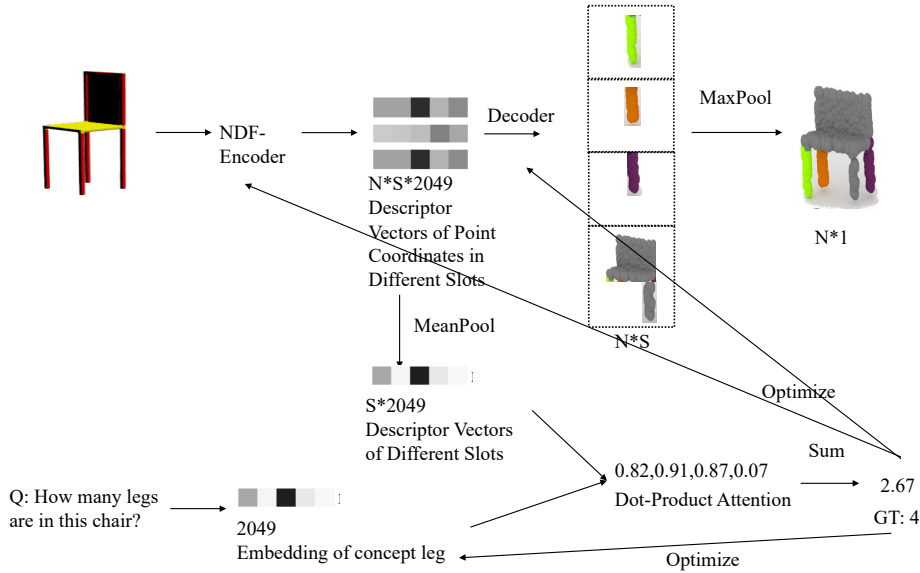 NDF-
Encoder
N*S*2049
Descriptor
Vectors of Point
Coordinates in
Different Slots
Decoder
N*S
MaxPool
N*1
MeanPool
S*2049
Descriptor Vectors
of Different Slots
Q: How many legs
are in this chair?
2049
Embedding of concept leg
0.82,0.91,0.87,0.07
Dot-Product Attention
Optimize
Sum
2.67
GT: 4
Optimize